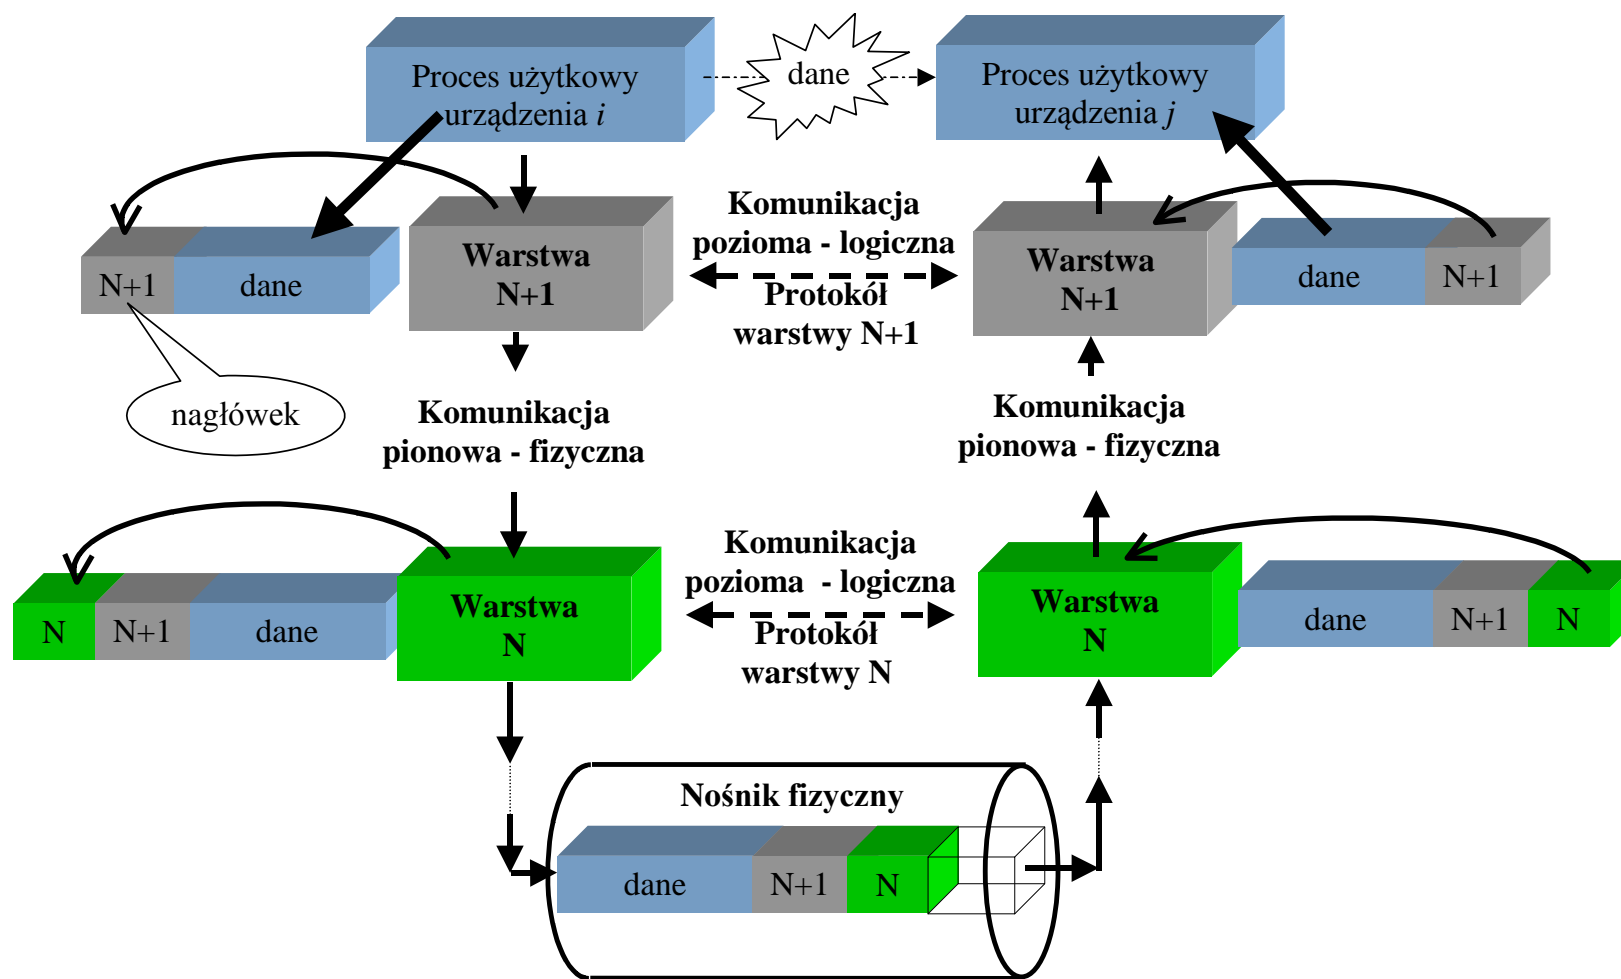 Proces użytkowy
urządzenia i
dane
Proces użytkowy
urządzenia j
N+1
dane
Warstwa
N+1
Komunikacja
pozioma - logiczna
Protokół
warstwy N+1
Warstwa
N+1
dane
N+1
nagłówek
Komunikacja
pionowa - fizyczna
Komunikacja
pionowa - fizyczna
N
N+1
dane
Warstwa
N
Komunikacja
pozioma - logiczna
Protokół
warstwy N
Warstwa
N
dane
N+1
N
Nośnik fizyczny
dane
N+1
N